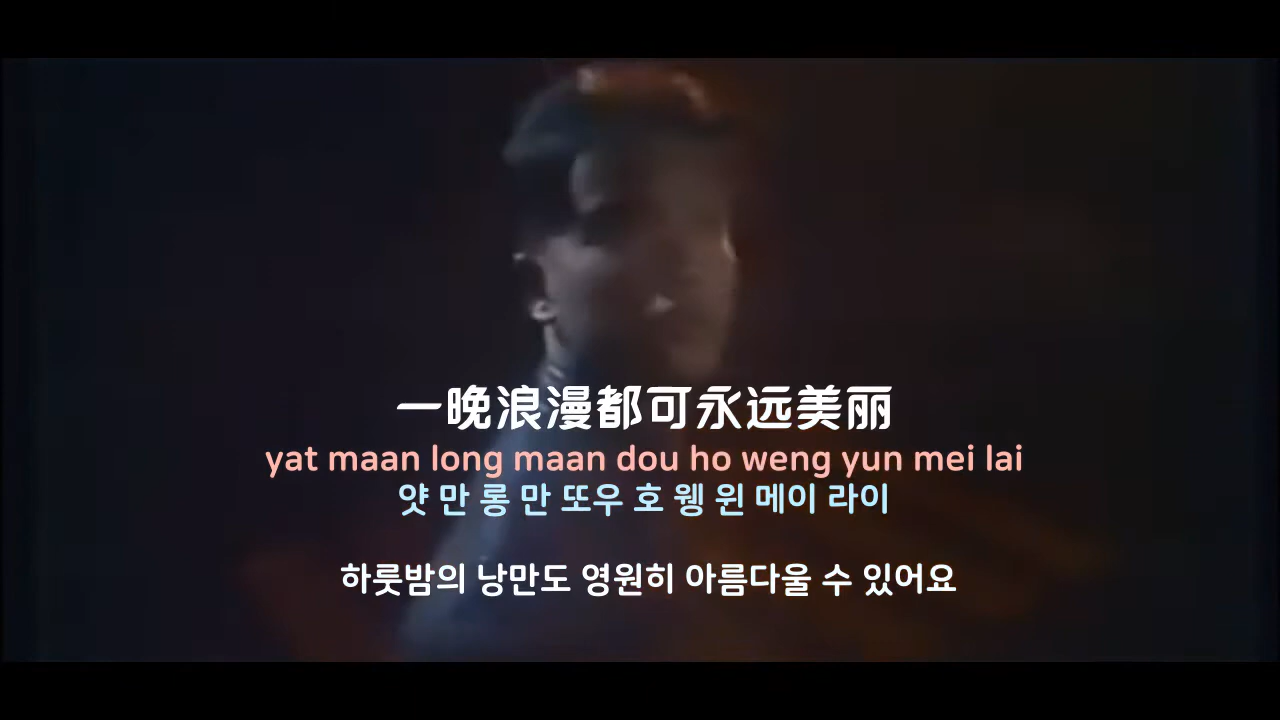 一晚浪漫都可永远美丽
yat maan long maan dou ho weng yun mei lai
얏 만 롱 만 또우 호 웽 윈 메이 라이
하룻밤의 낭만도 영원히 아름다울 수 있어요